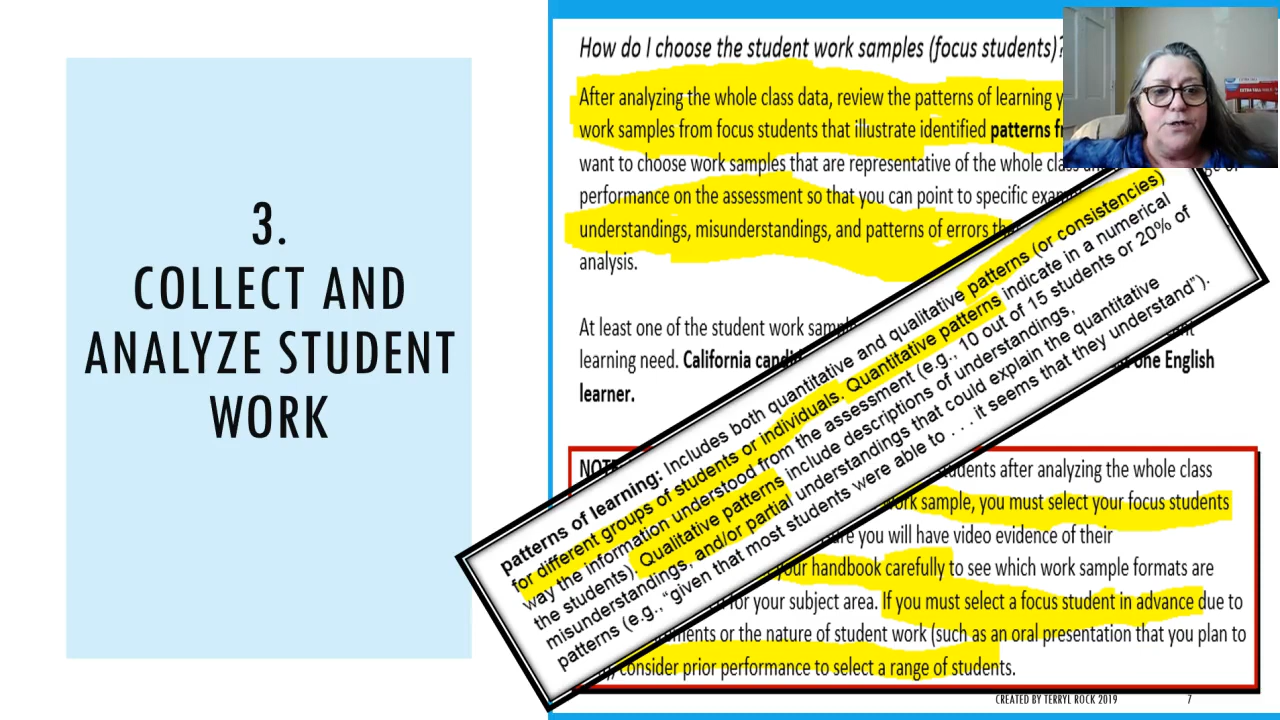 3.
COLLECT AND
ANALYZE STUDENT
WORK
How do I choose the student work samples (focus students)?
After analyzing the whole class data, review the patterns of learning
work samples from focus students that illustrate identified patterns
want to choose work samples that are representative of the whole class
performance on the assessment so that you can point to specific
understandings, misunderstandings, and patterns of errors
analysis.
At least one of the student work
learning need. California one English
learner.
patterns of learning: Includes both quantitative and qualitative patterns (or consistencies)
for different groups of students or individuals. Quantitative patterns indicate in a numerical
way the information understood from the assessment (e.g., 10 out of 15 students or 20% of
the students). Qualitative patterns include descriptions of understandings,
misunderstandings, and/or partial understandings that could explain the quantitative
patterns (e.g., “given that most students were able to . . . it seems that they understand”).
students after analyzing the whole class
work sample, you must select your focus students
you will have video evidence of their
your handbook carefully to see which work sample formats are
for your subject area. If you must select a focus student in advance due to
or the nature of student work (such as an oral presentation that you plan to
consider prior performance to select a range of students.
CREATED BY TERRYL ROCK 2019
7